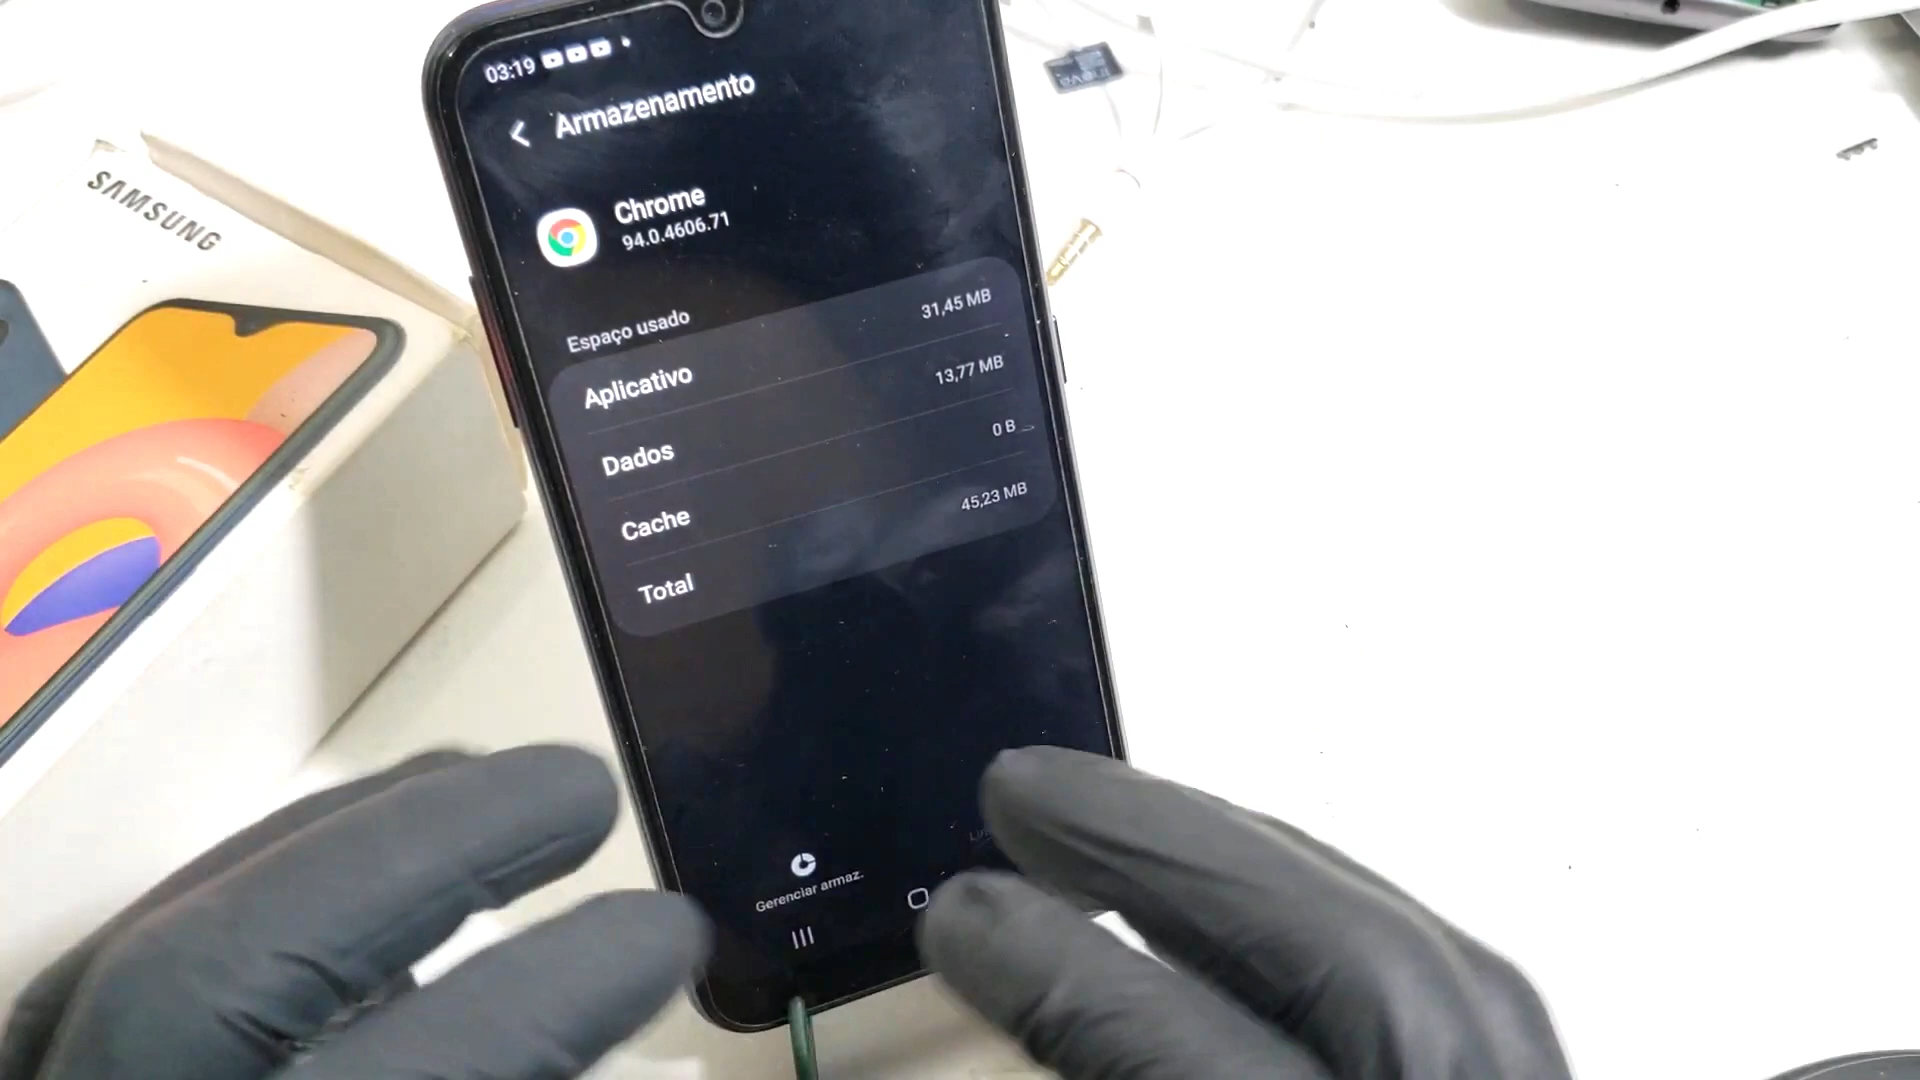 03:19
Armazenamento
Chrome
94.0.4606.71
Espaço usado
Aplicativo 31,45 MB
Dados 13,77 MB
Cache 0 B
Total 45,23 MB
Gerenciar armaz.
SAMSUNG